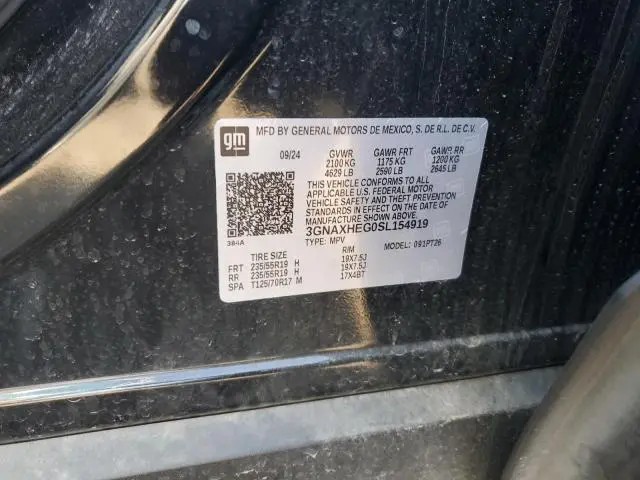 gm MFD BY GENERAL MOTORS DE MEXICO, S. DE R.L. DE C.V.
09/24 GVWR GAWR FRT GAWR RR
2100 KG 1175 KG 1200 KG
4629 LB 2590 LB 2645 LB
THIS VEHICLE CONFORMS TO ALL
APPLICABLE U.S. FEDERAL MOTOR
VEHICLE SAFETY AND THEFT PREVENTION
STANDARDS IN EFFECT ON THE DATE OF
MANUFACTURE SHOWN ABOVE.
3GNAXHEG0SL154919
384A TYPE: MPV MODEL: 091PT26
TIRE SIZE RIM
FRT 235/55R19 H 19X7.5J
RR 235/55R19 H 19X7.5J
SPA T125/70R17 M 17X4BT